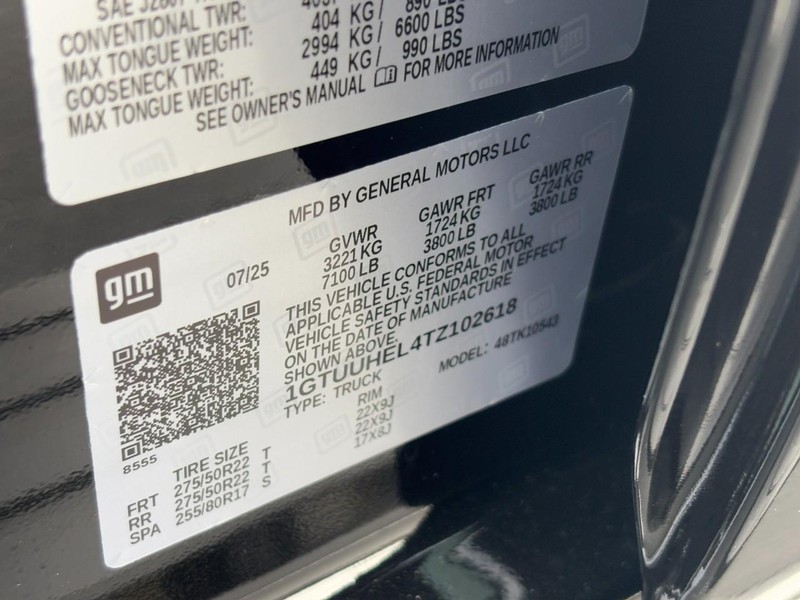 SAE J2807
CONVENTIONAL TWR: 890 LBS
MAX TONGUE WEIGHT: 404 KG/ 890 LBS
GOOSENECK TWR: 2994 KG/ 6600 LBS
MAX TONGUE WEIGHT: 449 KG/ 990 LBS
SEE OWNER'S MANUAL FOR MORE INFORMATION
MFD BY GENERAL MOTORS LLC
gm
07/25
GVWR GAWR FRT GAWR RR
3221 KG 1724 KG 1724 KG
7100 LB 3800 LB 3800 LB
THIS VEHICLE CONFORMS TO ALL
APPLICABLE U.S. FEDERAL MOTOR
VEHICLE SAFETY STANDARDS IN EFFECT
ON THE DATE OF MANUFACTURE
SHOWN ABOVE.
1GTUUHEL4TZ102618
TYPE: TRUCK MODEL: 48TK10543
8555
TIRE SIZE RIM
FRT 275/50R22 T 22X9J
RR 275/50R22 T 22X9J
SPA 255/80R17 S 17X8J